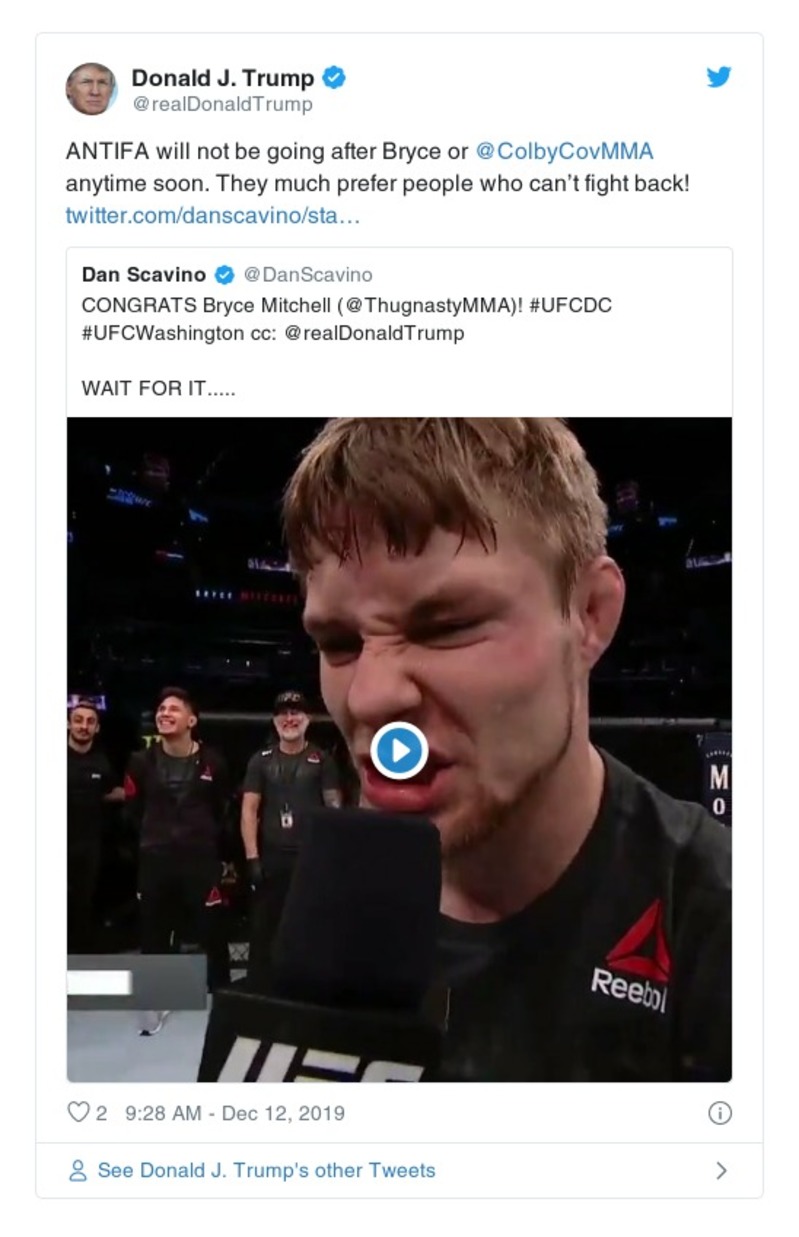 Donald J. Trump
@realDonaldTrump
ANTIFA will not be going after Bryce or @ColbyCovMMA
anytime soon. They much prefer people who can’t fight back!
twitter.com/danscavino/sta…
Dan Scavino @DanScavino
CONGRATS Bryce Mitchell (@ThugnastyMMA)! #UFCDC
#UFCWashington cc: @realDonaldTrump
WAIT FOR IT.....
BRYCE MITCHELL
M
O
Reebok
UFC
2 9:28 AM - Dec 12, 2019
See Donald J. Trump's other Tweets